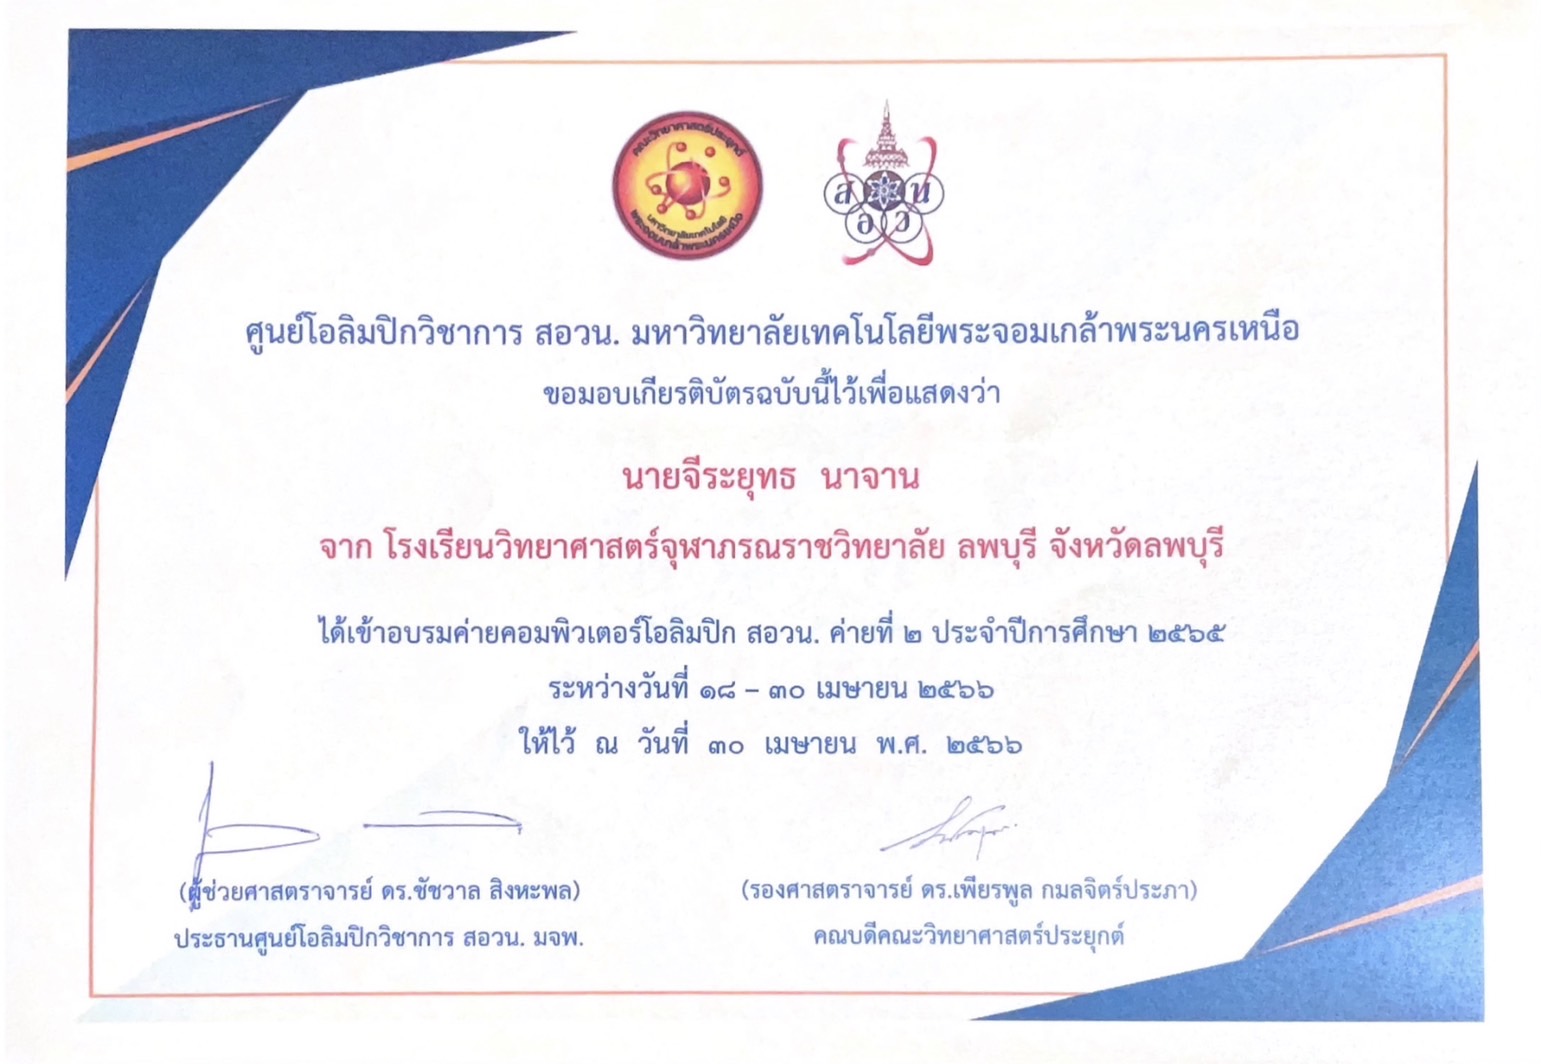 คณะวิทยาศาสตร์ประยุกต์
มหาวิทยาลัยเทคโนโลยี
พระจอมเกล้าพระนครเหนือ
ส อ ว น
ศูนย์โอลิมปิกวิชาการ สอวน. มหาวิทยาลัยเทคโนโลยีพระจอมเกล้าพระนครเหนือ
ขอมอบเกียรติบัตรฉบับนี้ไว้เพื่อแสดงว่า
นายจีระยุทธ นาจาน
จาก โรงเรียนวิทยาศาสตร์จุฬาภรณราชวิทยาลัย ลพบุรี จังหวัดลพบุรี
ได้เข้าอบรมค่ายคอมพิวเตอร์โอลิมปิก สอวน. ค่ายที่ ๒ ประจำปีการศึกษา ๒๕๖๕
ระหว่างวันที่ ๑๘ – ๓๐ เมษายน ๒๕๖๖
ให้ไว้ ณ วันที่ ๓๐ เมษายน พ.ศ. ๒๕๖๖
(ผู้ช่วยศาสตราจารย์ ดร.ชัชวาล สิงหะพล)
ประธานศูนย์โอลิมปิกวิชาการ สอวน. มจพ.
(รองศาสตราจารย์ ดร.เพียรพูล กมลจิตร์ประภา)
คณบดีคณะวิทยาศาสตร์ประยุกต์